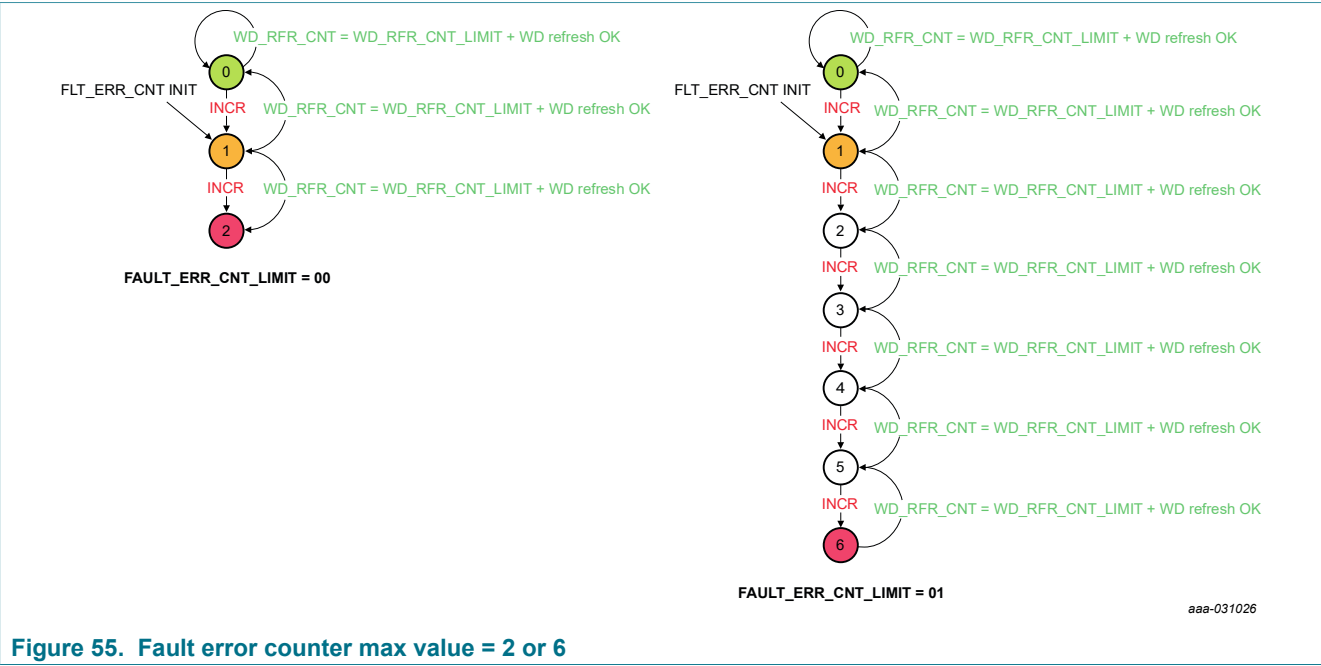 WD_RFR_CNT = WD_RFR_CNT_LIMIT + WD refresh OK
0
FLT_ERR_CNT INIT
INCR
WD_RFR_CNT = WD_RFR_CNT_LIMIT + WD refresh OK
1
INCR
WD_RFR_CNT = WD_RFR_CNT_LIMIT + WD refresh OK
2
FAULT_ERR_CNT_LIMIT = 00
WD_RFR_CNT = WD_RFR_CNT_LIMIT + WD refresh OK
0
FLT_ERR_CNT INIT
INCR
WD_RFR_CNT = WD_RFR_CNT_LIMIT + WD refresh OK
1
INCR
WD_RFR_CNT = WD_RFR_CNT_LIMIT + WD refresh OK
2
INCR
WD_RFR_CNT = WD_RFR_CNT_LIMIT + WD refresh OK
3
INCR
WD_RFR_CNT = WD_RFR_CNT_LIMIT + WD refresh OK
4
INCR
WD_RFR_CNT = WD_RFR_CNT_LIMIT + WD refresh OK
5
INCR
WD_RFR_CNT = WD_RFR_CNT_LIMIT + WD refresh OK
6
FAULT_ERR_CNT_LIMIT = 01
aaa-031026
Figure 55. Fault error counter max value = 2 or 6